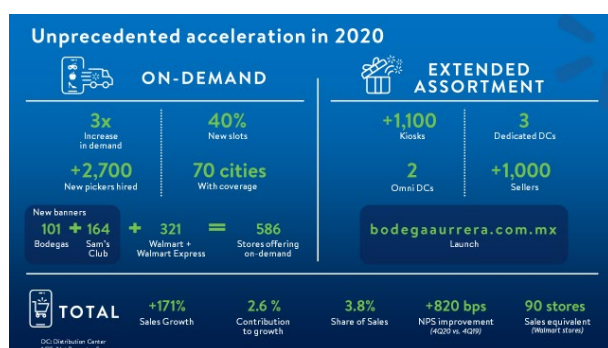 Unprecedented acceleration in 2020
ON-DEMAND
3x
Increase
in demand
40%
New slots
+2,700
New pickers hired
70 cities
With coverage
New banners
101 + 164 + 321 = 586
Bodegas
Sam's
Club
Walmart +
Walmart Express
Stores offering
on-demand
EXTENDED
ASSORTMENT
+1,100
Kiosks
3
Dedicated DCs
2
Omni DCs
+1,000
Sellers
bodegaaurrera.com.mx
Launch
TOTAL
+171%
Sales Growth
2.6 %
Contribution
to growth
3.8%
Share of Sales
+820 bps
NPS improvement
(4Q20 vs. 4Q19)
90 stores
Sales equivalent
(Walmart stores)
DC: Distribution Center